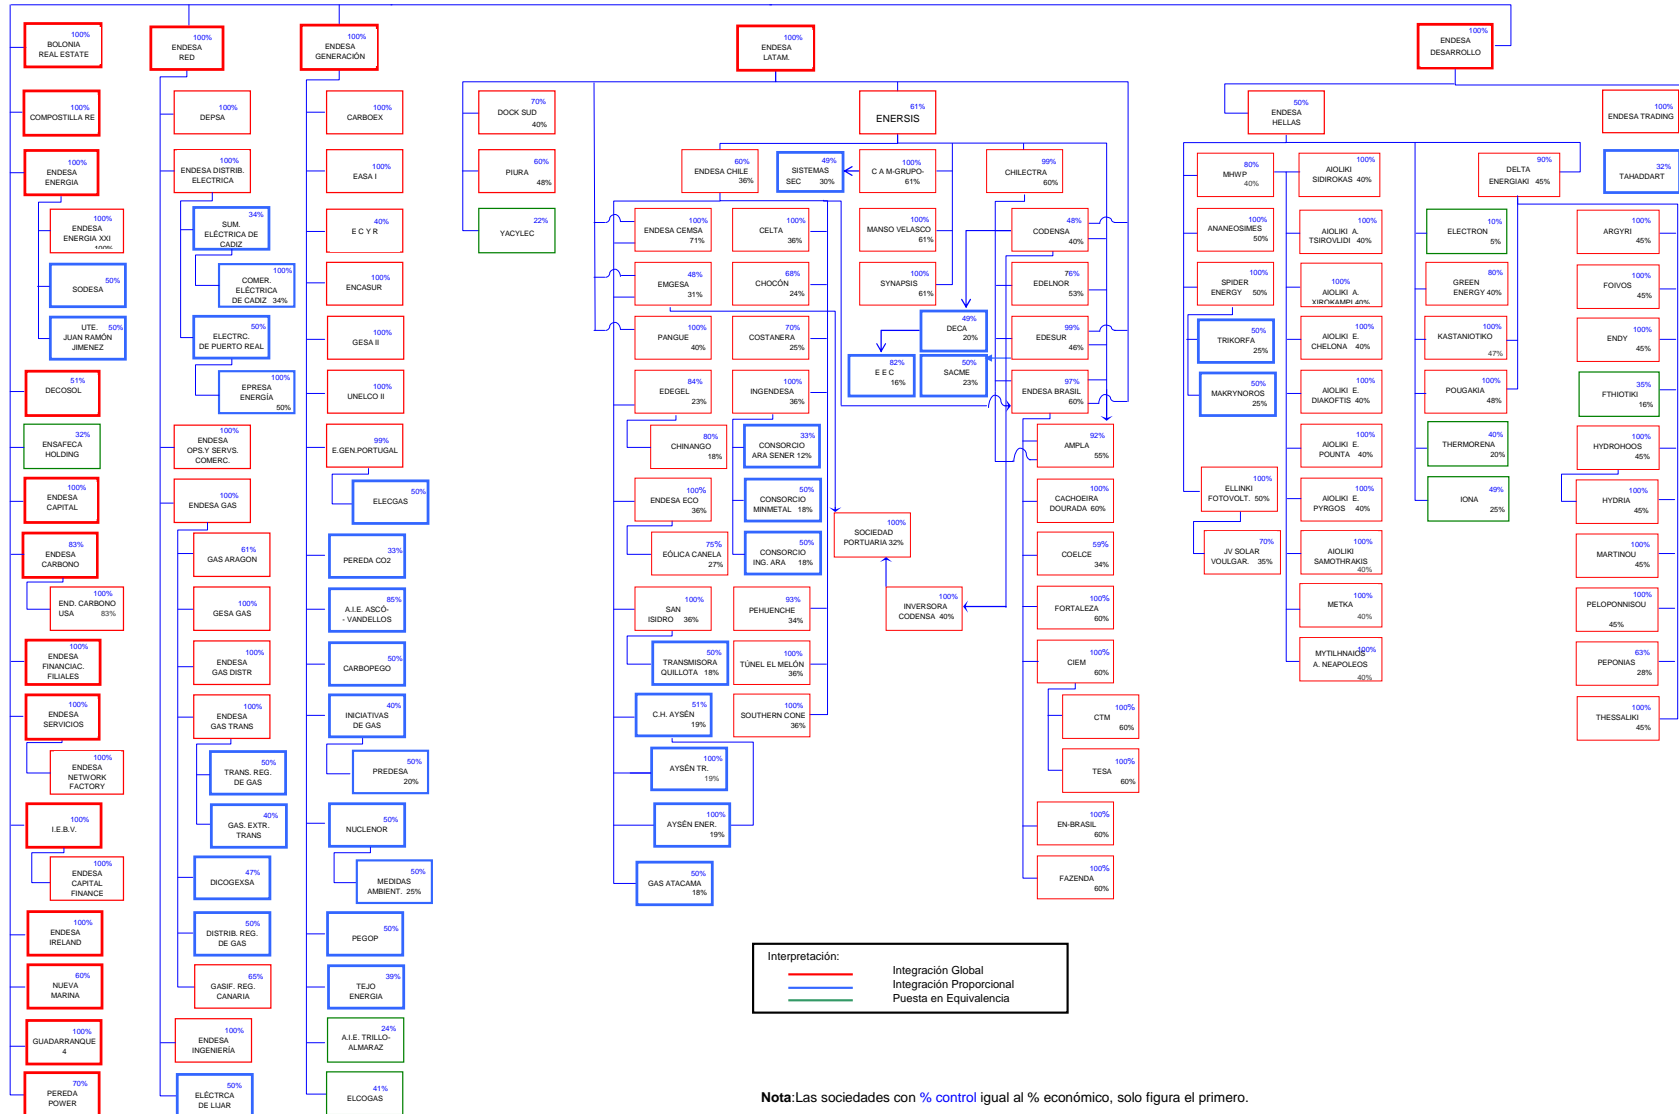 100%
BOLONIA
REAL ESTATE
100%
COMPOSTILLA RE
100%
ENDESA
ENERGIA
100%
ENDESA
ENERGIA XXI
100%
50%
SODESA
UTE.
50%
JUAN RAMÓN
JIMENEZ
51%
DECOSOL
32%
ENSAFECA
HOLDING
100%
ENDESA
CAPITAL
83%
ENDESA
CARBONO
100%
END. CARBONO
USA 83%
100%
ENDESA
FINANCIAC.
FILIALES
100%
ENDESA
SERVICIOS
100%
ENDESA
NETWORK
FACTORY
100%
I.E.B.V.
100%
ENDESA
CAPITAL
FINANCE
100%
ENDESA
IRELAND
60%
NUEVA
MARINA
100%
GUADARRANQUE
4
70%
PEREDA
POWER
100%
ENDESA
RED
100%
DEPSA
100%
ENDESA DISTRIB.
ELECTRICA
34%
SUM.
ELÉCTRICA DE
CADIZ
100%
COMER.
ELÉCTRICA
DE CADIZ 34%
50%
ELECTRC.
DE PUERTO REAL
100%
EPRESA
ENERGÍA
50%
100%
ENDESA
OPS.Y SERVS.
COMERC.
100%
ENDESA GAS
61%
GAS ARAGON
100%
GESA GAS
100%
ENDESA
GAS DISTR
100%
ENDESA
GAS TRANS
50%
TRANS. REG.
DE GAS
40%
GAS. EXTR.
TRANS
47%
DICOGEXSA
50%
DISTRIB. REG.
DE GAS
65%
GASIF. REG.
CANARIA
100%
ENDESA
INGENIERÍA
50%
ELÉCTRCA
DE LIJAR
100%
ENDESA
GENERACIÓN
100%
CARBOEX
100%
EASA I
40%
E C Y R
100%
ENCASUR
100%
GESA II
100%
UNELCO II
99%
E.GEN.PORTUGAL
50%
ELECGAS
33%
PEREDA CO2
85%
A.I.E. ASCÓ-
- VANDELLOS
50%
CARBOPEGO
40%
INICIATIVAS
DE GAS
50%
PREDESA
20%
50%
NUCLENOR
50%
MEDIDAS
AMBIENT. 25%
50%
PEGOP
39%
TEJO
ENERGIA
24%
A.I.E. TRILLO-
ALMARAZ
41%
ELCOGAS
100%
ENDESA
LATAM.
70%
DOCK SUD
40%
60%
PIURA
48%
22%
YACYLEC
61%
ENERSIS
60%
ENDESA CHILE
36%
49%
SISTEMAS
SEC 30%
100%
C A M-GRUPO-
61%
99%
CHILECTRA
60%
100%
ENDESA CEMSA
71%
48%
EMGESA
31%
100%
PANGUE
40%
84%
EDEGEL
23%
80%
CHINANGO
18%
100%
ENDESA ECO
36%
75%
EÓLICA CANELA
27%
100%
SAN
ISIDRO 36%
50%
TRANSMISORA
QUILLOTA 18%
51%
C.H. AYSÉN
19%
100%
AYSÉN TR.
19%
100%
AYSÉN ENER.
19%
50%
GAS ATACAMA
18%
100%
CELTA
36%
68%
CHOCÓN
24%
70%
COSTANERA
25%
100%
INGENDESA
36%
33%
CONSORCIO
ARA SENER 12%
50%
CONSORCIO
MINMETAL 18%
50%
CONSORCIO
ING. ARA 18%
93%
PEHUENCHE
34%
100%
TÚNEL EL MELÓN
36%
100%
SOUTHERN CONE
36%
100%
MANSO VELASCO
61%
100%
SYNAPSIS
61%
49%
DECA
20%
82%
E E C
16%
50%
SACME
23%
100%
SOCIEDAD
PORTUARIA 32%
100%
INVERSORA
CODENSA 40%
48%
CODENSA
40%
76%
EDELNOR
53%
99%
EDESUR
46%
97%
ENDESA BRASIL
60%
92%
AMPLA
55%
100%
CACHOEIRA
DOURADA 60%
59%
COELCE
34%
100%
FORTALEZA
60%
100%
CIEM
60%
100%
CTM
60%
100%
TESA
60%
100%
EN-BRASIL
60%
100%
FAZENDA
60%
100%
ENDESA
DESARROLLO
50%
ENDESA
HELLAS
100%
ENDESA TRADING
32%
TAHADDART
80%
MHWP
40%
100%
ANANEOSIMES
50%
100%
SPIDER
ENERGY 50%
50%
TRIKORFA
25%
50%
MAKRYNOROS
25%
100%
ELLINKI
FOTOVOLT. 50%
70%
JV SOLAR
VOULGAR. 35%
100%
AIOLIKI
SIDIROKAS 40%
100%
AIOLIKI A.
TSIROVLIDI 40%
100%
AIOLIKI A.
XIROKAMPI 40%
100%
AIOLIKI E.
CHELONA 40%
100%
AIOLIKI E.
DIAKOFTIS 40%
100%
AIOLIKI E.
POUNTA 40%
100%
AIOLIKI E.
PYRGOS 40%
100%
AIOLIKI
SAMOTHRAKIS
40%
100%
METKA
40%
100%
MYTILHNAIOS
A. NEAPOLEOS
40%
90%
DELTA
ENERGIAKI 45%
10%
ELECTRON
5%
80%
GREEN
ENERGY 40%
100%
KASTANIOTIKO
47%
100%
POUGAKIA
48%
40%
THERMORENA
20%
49%
IONA
25%
100%
ARGYRI
45%
100%
FOIVOS
45%
100%
ENDY
45%
35%
FTHIOTIKI
16%
100%
HYDROHOOS
45%
100%
HYDRIA
45%
100%
MARTINOU
45%
100%
PELOPONNISOU
45%
63%
PEPONIAS
28%
100%
THESSALIKI
45%
Interpretación:
Integración Global
Integración Proporcional
Puesta en Equivalencia
Nota:Las sociedades con % control igual al % económico, solo figura el primero.